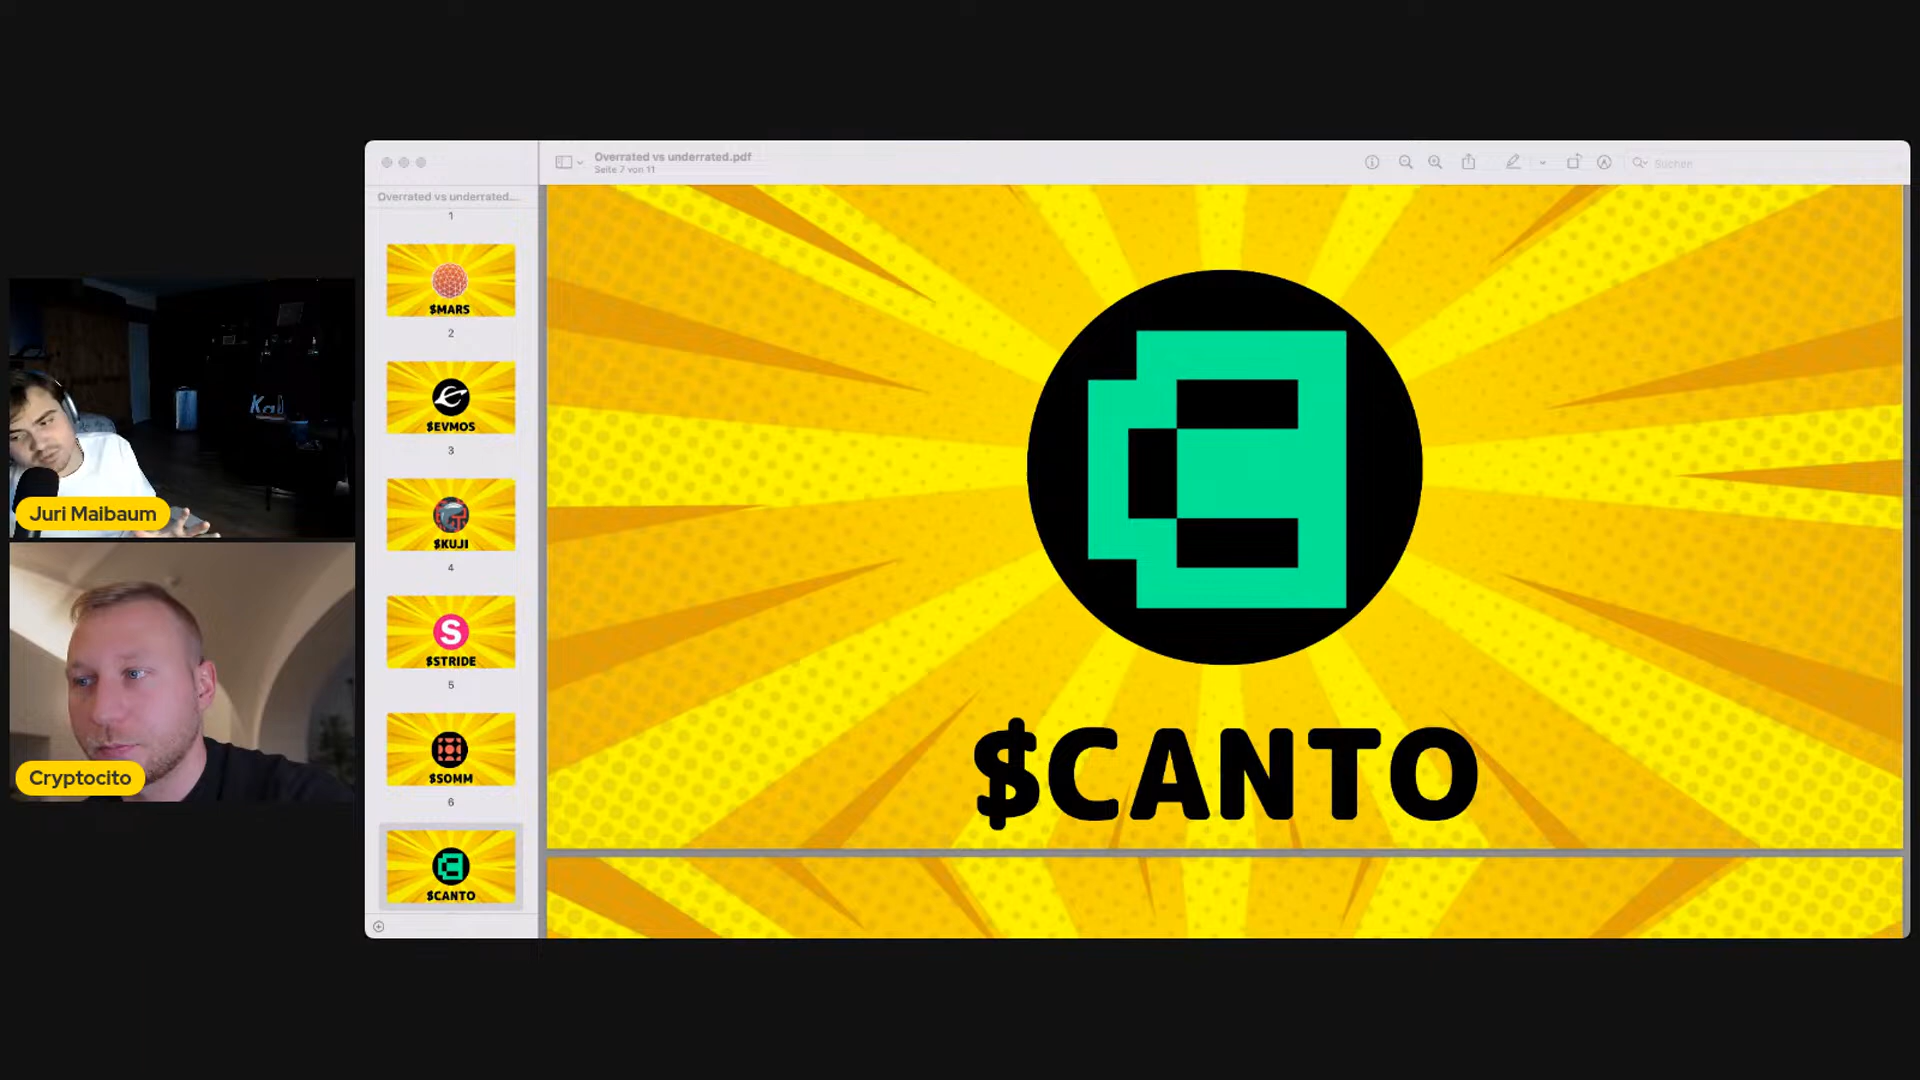 Overrated vs underrated.pdf
Seite 7 von 11
Suchen
Overrated vs underrated...
1
$MARS
2
$EVMOS
3
$KUJI
4
$STRIDE
5
$SOMM
6
$CANTO
$CANTO
Juri Maibaum
Cryptocito